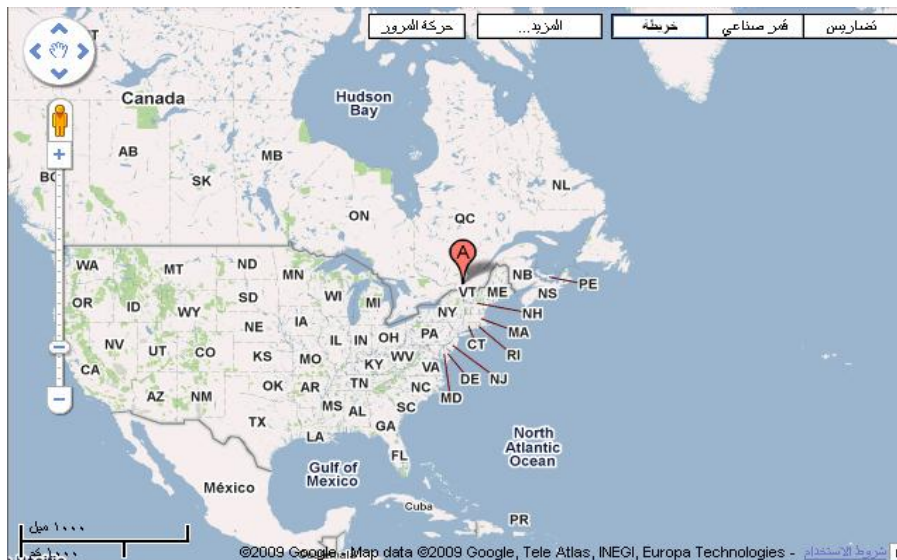 حركة المرور المزيد... خريطة قمر صناعي تضاريس
Canada
Hudson
Bay
AB
MB
SK
NL
ON
QC
A
WA
MT
ND
MN
VT
ME
NB
NS
PE
OR
ID
WY
SD
WI
MI
NY
NH
MA
NV
UT
CO
NE
IA
IL
IN
OH
PA
CT
RI
CA
KS
MO
KY
WV
VA
DE
NJ
AZ
NM
OK
AR
TN
NC
MD
TX
MS
AL
SC
GA
LA
FL
North
Atlantic
Ocean
Gulf of
Mexico
México
Cuba
PR
١٠٠٠ ميل
©2009 Google - Map data ©2009 Google, Tele Atlas, INEGI, Europa Technologies - شروط الاستخدام